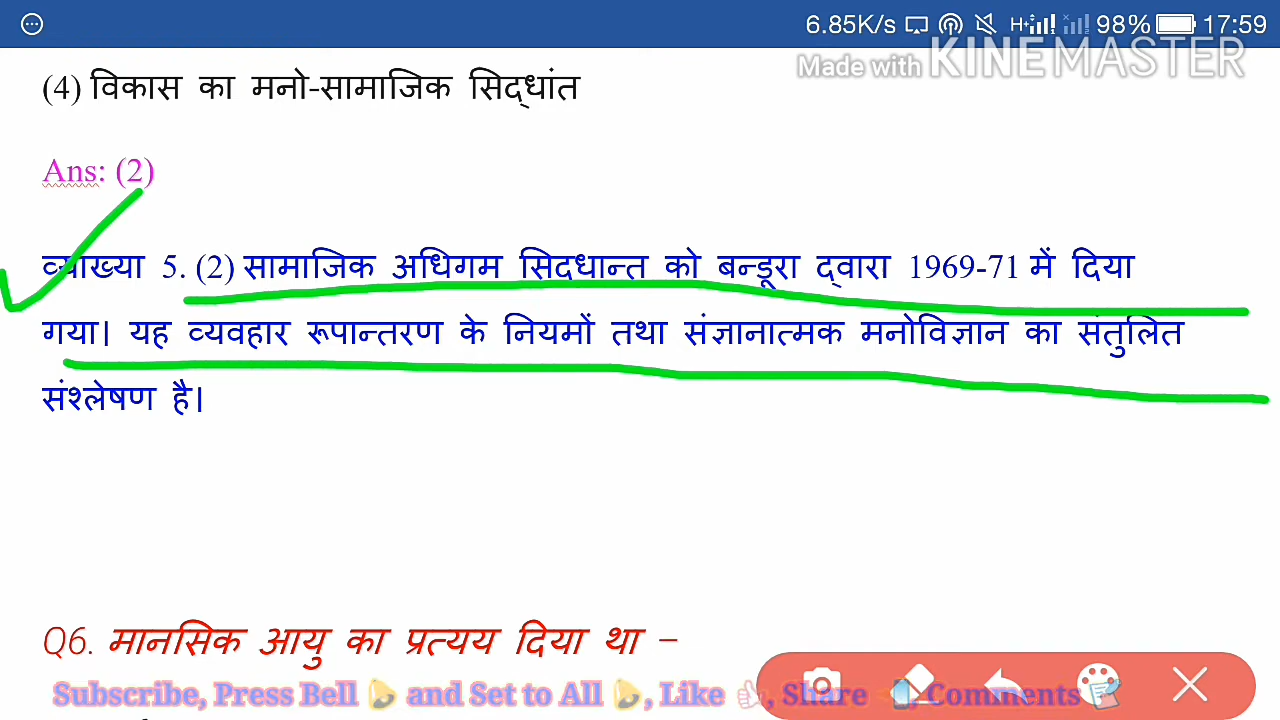 6.85K/s H+ 98% 17:59
Made with KINEMASTER
(4) विकास का मनो-सामाजिक सिद्धांत
Ans: (2)
व्याख्या 5. (2) सामाजिक अधिगम सिदधान्त को बन्डूरा द्वारा 1969-71 में दिया
गया। यह व्यवहार रूपान्तरण के नियमों तथा संज्ञानात्मक मनोविज्ञान का संतुलित
संश्लेषण है।
Q6. मानसिक आयु का प्रत्यय दिया था –
Subscribe, Press Bell and Set to All , Like , Share , Comments